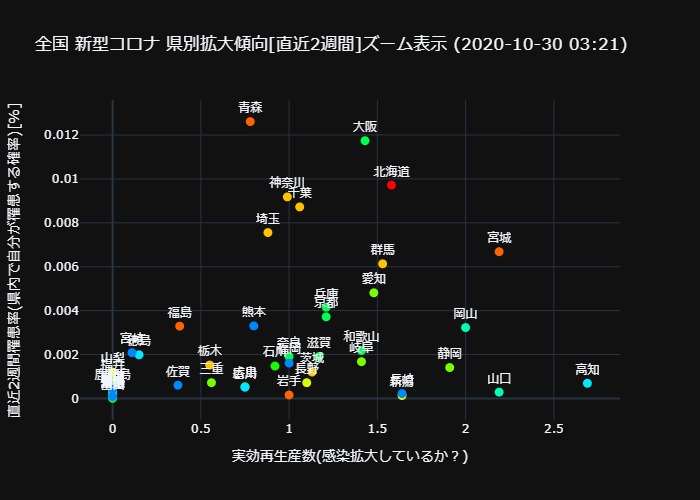 全国 新型コロナ 県別拡大傾向[直近2週間]ズーム表示 (2020-10-30 03:21)
直近2週間罹患率(県内で自分が罹患する確率)[%]
0.012
0.01
0.008
0.006
0.004
0.002
0
青森
大阪
北海道
神奈川
千葉
埼玉
宮城
群馬
愛知
兵庫
京都
福島
熊本
岡山
宮崎
徳島
栃木
石川
奈良
滋賀
和歌山
岐阜
静岡
茨城
長野
山梨
佐賀
三重
岩手
長崎
山口
高知
0
0.5
1
1.5
2
2.5
実効再生産数(感染拡大しているか？)